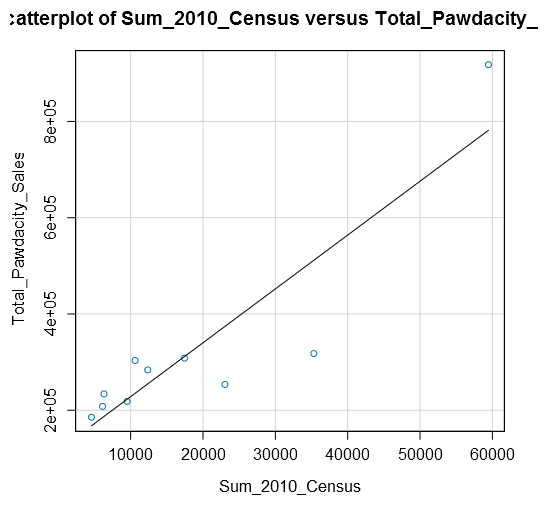 catterplot of Sum_2010_Census versus Total_Pawdacity_
8e+05
6e+05
4e+05
2e+05
Total_Pawdacity_Sales
10000 20000 30000 40000 50000 60000
Sum_2010_Census